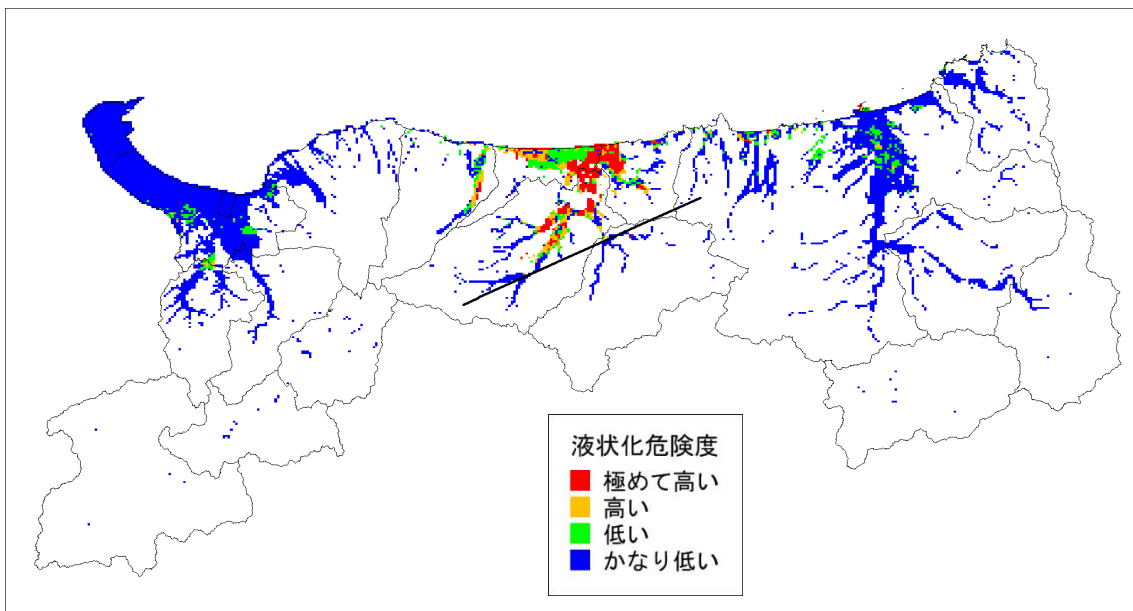 液状化危険度
極めて高い
高い
低い
かなり低い